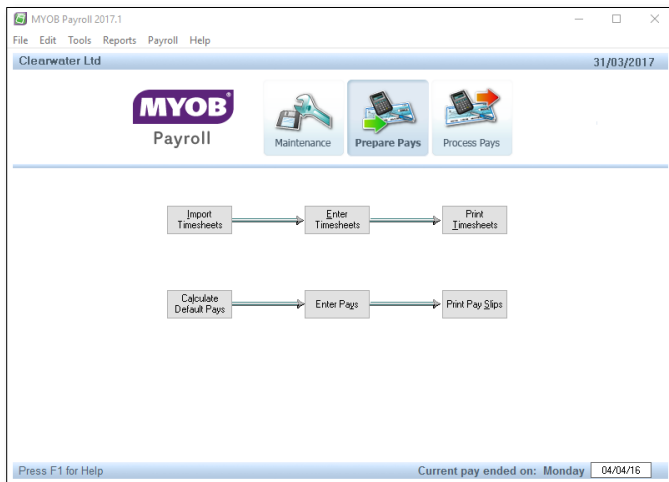 MYOB Payroll 2017.1
File Edit Tools Reports Payroll Help
Clearwater Ltd 31/03/2017
MYOB
Payroll
Maintenance Prepare Pays Process Pays
Import
Timesheets
Enter
Timesheets
Print
Timesheets
Calculate
Default Pays
Enter Pays
Print Pay Slips
Press F1 for Help Current pay ended on: Monday 04/04/16